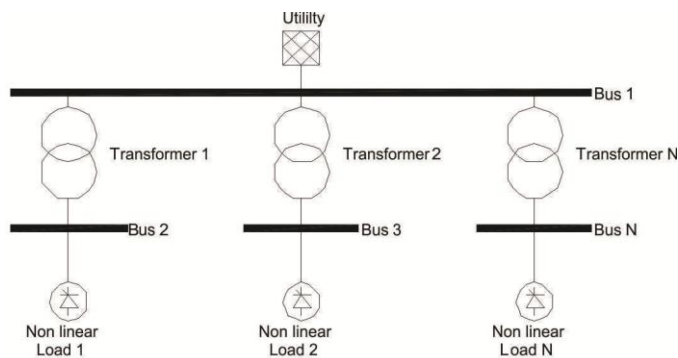 Utililty
Bus 1
Transformer 1
Transformer 2
Transformer N
Bus 2
Bus 3
Bus N
Non linear
Load 1
Non linear
Load 2
Non linear
Load N